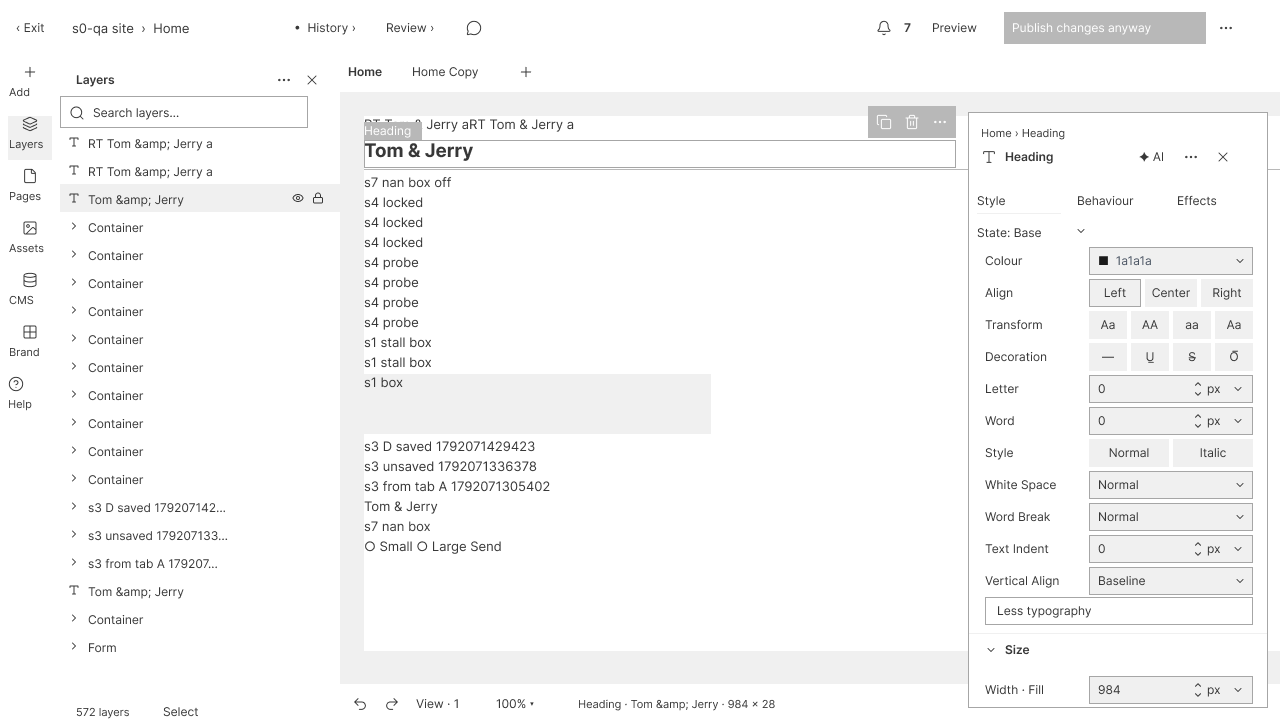 ‹ Exit
s0-qa site › Home
• History ›
Review ›
7
Preview
Publish changes anyway
Add
Layers
Pages
Assets
CMS
Brand
Help
Layers
Search layers...
RT Tom &amp; Jerry a
RT Tom &amp; Jerry a
Tom &amp; Jerry
Container
Container
Container
Container
Container
Container
Container
Container
Container
Container
s3 D saved 179207142...
s3 unsaved 179207133...
s3 from tab A 179207...
Tom &amp; Jerry
Container
Form
572 layers
Select
Home
Home Copy
Jerry aRT Tom & Jerry a
Heading
Tom & Jerry
s7 nan box off
s4 locked
s4 locked
s4 locked
s4 probe
s4 probe
s4 probe
s4 probe
s1 stall box
s1 stall box
s1 box
s3 D saved 1792071429423
s3 unsaved 1792071336378
s3 from tab A 1792071305402
Tom & Jerry
s7 nan box
Small Large Send
View · 1
100%
Heading · Tom &amp; Jerry · 984 × 28
Home › Heading
Heading
AI
Style
Behaviour
Effects
State: Base
Colour 1a1a1a
Align Left Center Right
Transform Aa AA aa Aa
Decoration — U S O
Letter 0 px
Word 0 px
Style Normal Italic
White Space Normal
Word Break Normal
Text Indent 0 px
Vertical Align Baseline
Less typography
Size
Width · Fill 984 px